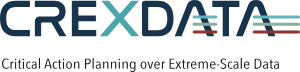 CREXDATA
Critical Action Planning over Extreme-Scale Data